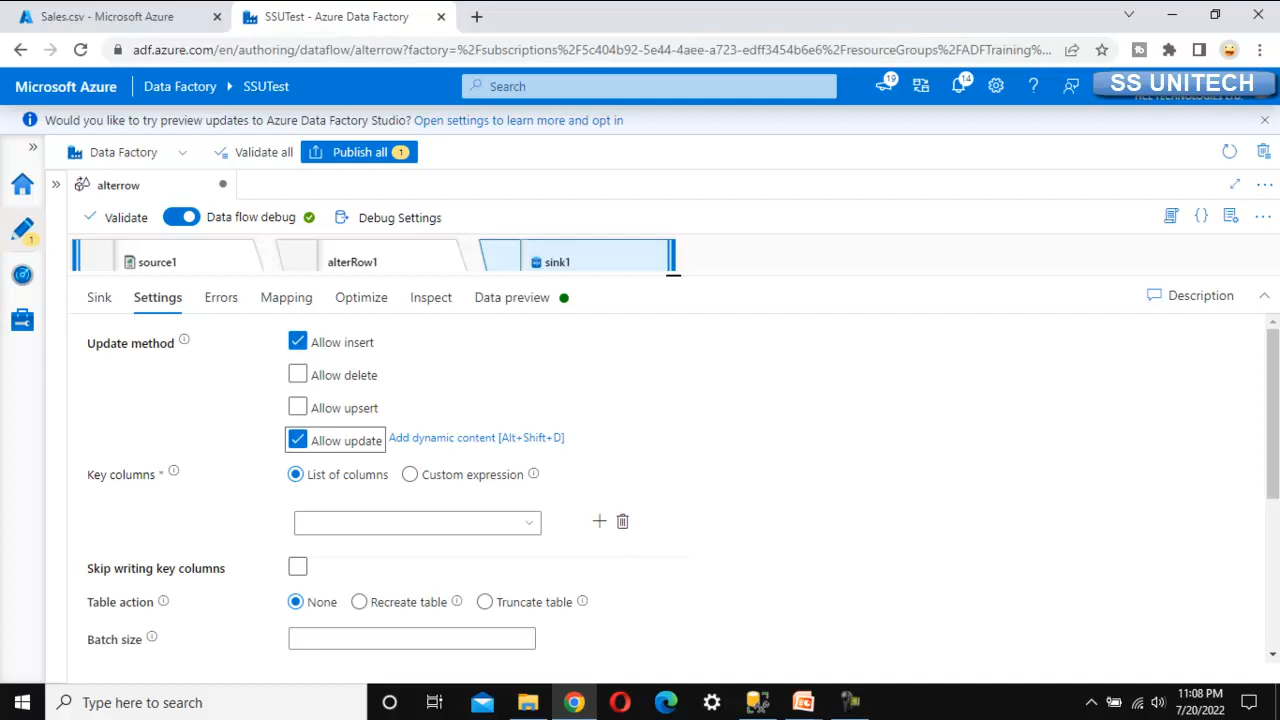 Sales.csv - Microsoft Azure
SSUTest - Azure Data Factory
adf.azure.com/en/authoring/dataflow/alterrow?factory=%2Fsubscriptions%2F5c404b92-5e44-4aee-a723-edff3454b6e6%2FresourceGroups%2FADFTraining%...
Microsoft Azure
Data Factory
SSUTest
Search
19
14
SS UNITECH
Would you like to try preview updates to Azure Data Factory Studio? Open settings to learn more and opt in
Data Factory
Validate all
Publish all 1
alterrow
Validate
Data flow debug
Debug Settings
1
source1
alterRow1
sink1
Sink
Settings
Errors
Mapping
Optimize
Inspect
Data preview
Description
Update method
Allow insert
Allow delete
Allow upsert
Allow update
Add dynamic content [Alt+Shift+D]
Key columns *
List of columns
Custom expression
Skip writing key columns
Table action
None
Recreate table
Truncate table
Batch size
Type here to search
11:08 PM
7/20/2022